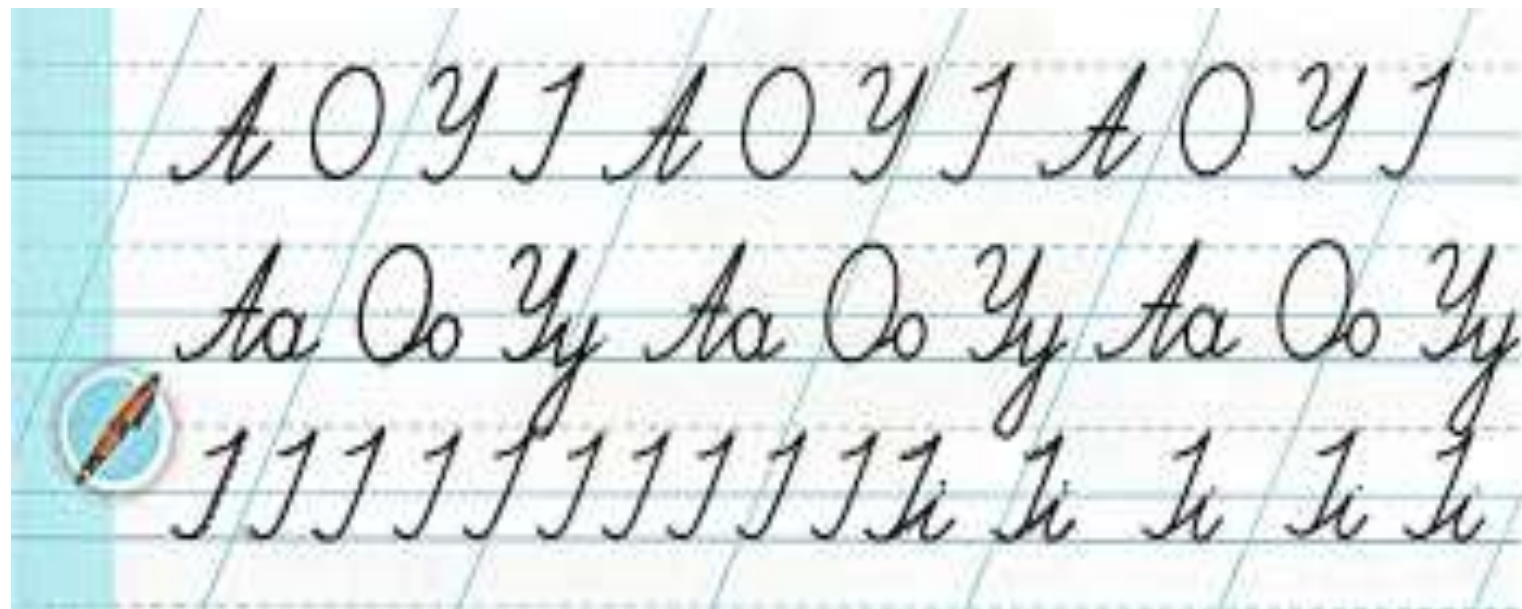 А О У І А О У І А О У І
Аа Оо Уу Аа Оо Уу Аа Оо Уу
І І І І І І І І І І Іі Іі Іі Іі Іі